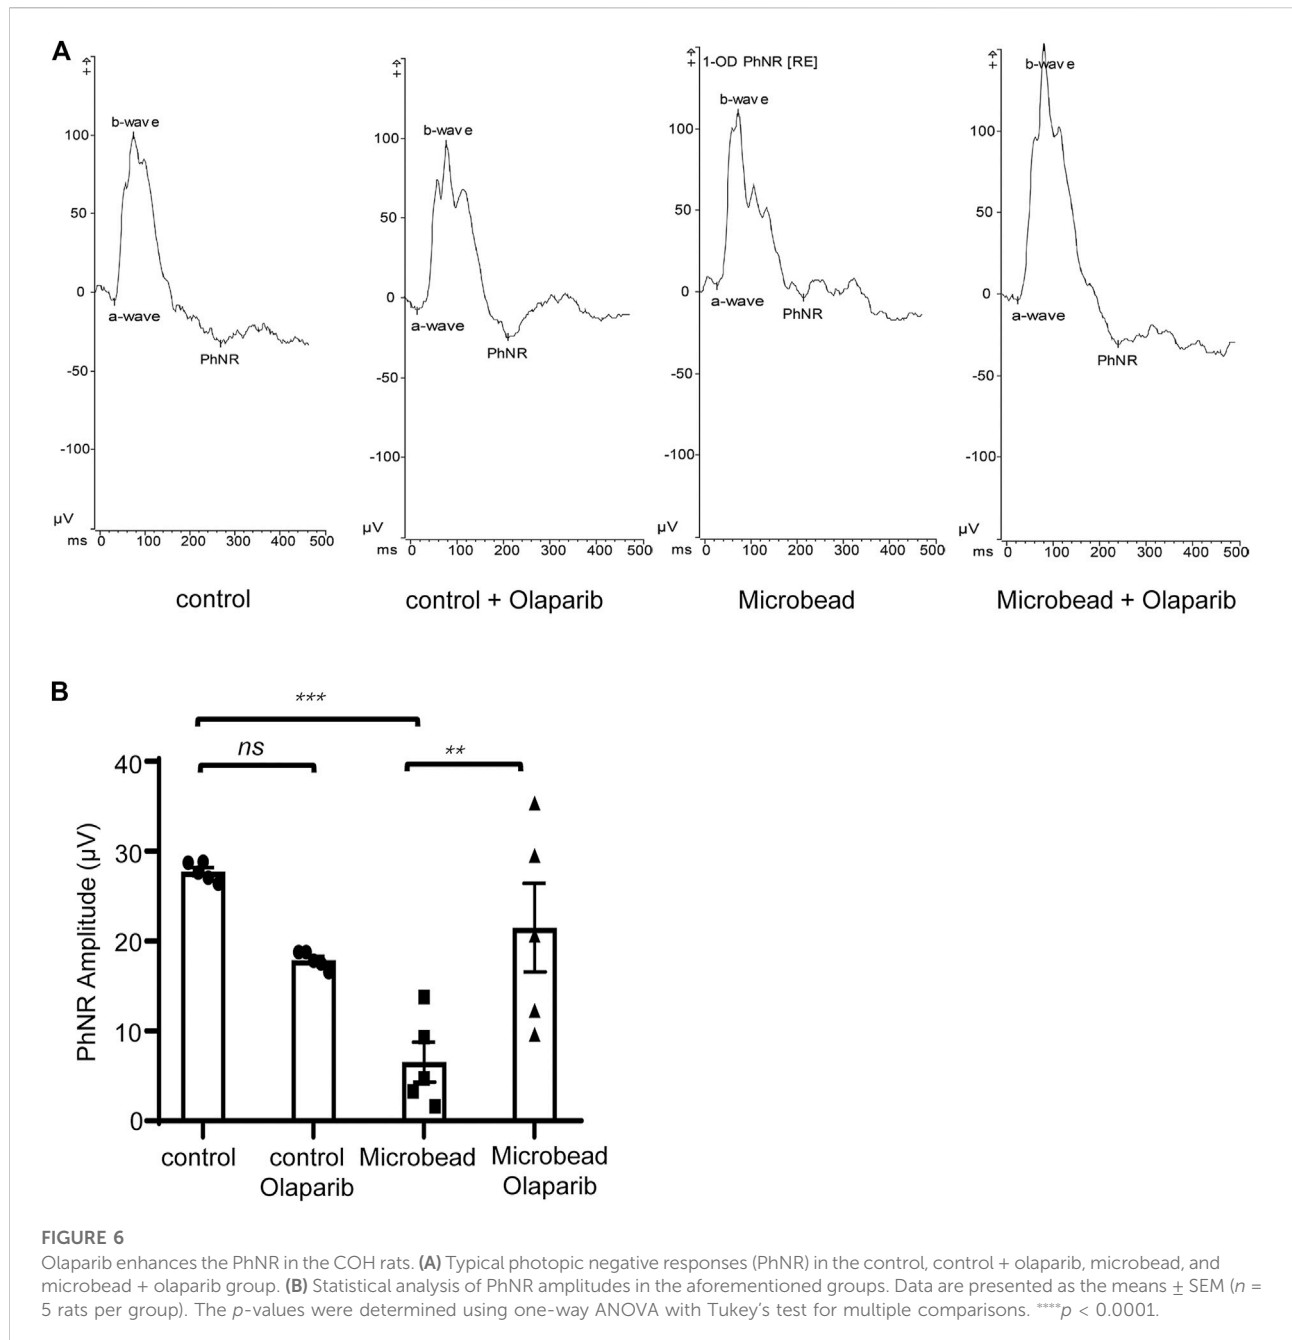 A
1-OD PhNR [RE]
b-wave
b-wave
b-wave
b-wave
100
50
0
-50
-100
µV
a-wave
PhNR
ms 0 100 200 300 400 500
100
50
0
-50
-100
µV
a-wave
PhNR
ms 0 100 200 300 400 500
100
50
0
-50
-100
µV
a-wave
PhNR
ms 0 100 200 300 400 500
100
50
0
-50
-100
µV
a-wave
PhNR
ms 0 100 200 300 400 500
control
control + Olaparib
Microbead
Microbead + Olaparib
B
***
ns
**
PhNR Amplitude (µV)
40
30
20
10
0
control
control
Olaparib
Microbead
Microbead
Olaparib
FIGURE 6
Olaparib enhances the PhNR in the COH rats. (A) Typical photopic negative responses (PhNR) in the control, control + olaparib, microbead, and
microbead + olaparib group. (B) Statistical analysis of PhNR amplitudes in the aforementioned groups. Data are presented as the means ± SEM (n =
5 rats per group). The p-values were determined using one-way ANOVA with Tukey's test for multiple comparisons. ****p < 0.0001.